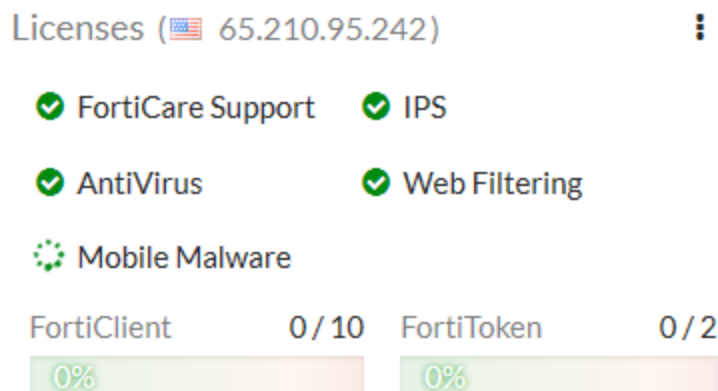 Licenses (65.210.95.242)
FortiCare Support IPS
AntiVirus Web Filtering
Mobile Malware
FortiClient 0 / 10 FortiToken 0 / 2
0% 0%